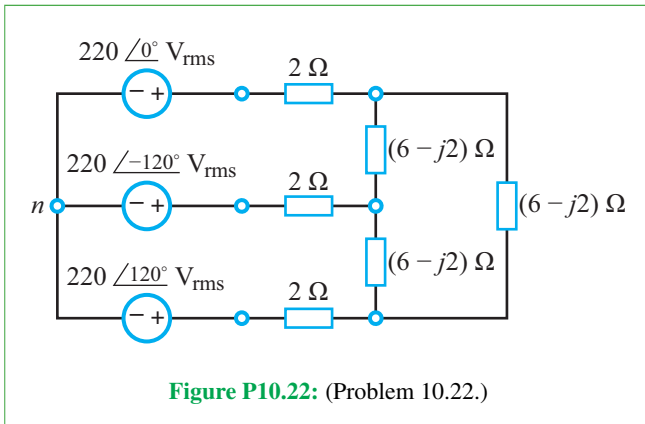 220 ∠0° Vrms
2 Ω
(6 − j2) Ω
220 ∠−120° Vrms
2 Ω
n
(6 − j2) Ω
(6 − j2) Ω
220 ∠120° Vrms
2 Ω
Figure P10.22: (Problem 10.22.)